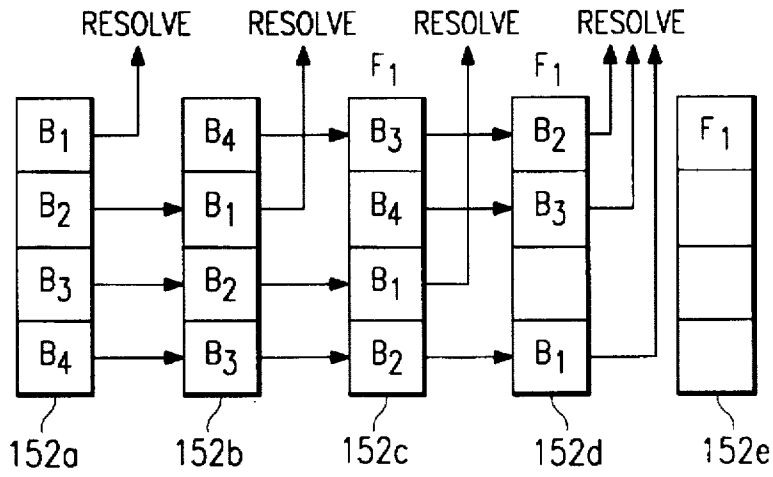 RESOLVE RESOLVE RESOLVE RESOLVE
F1 F1
B1 B4 B3 B2 F1
B2 B1 B4 B3
B3 B2 B1
B4 B3 B2 B1
152a 152b 152c 152d 152e